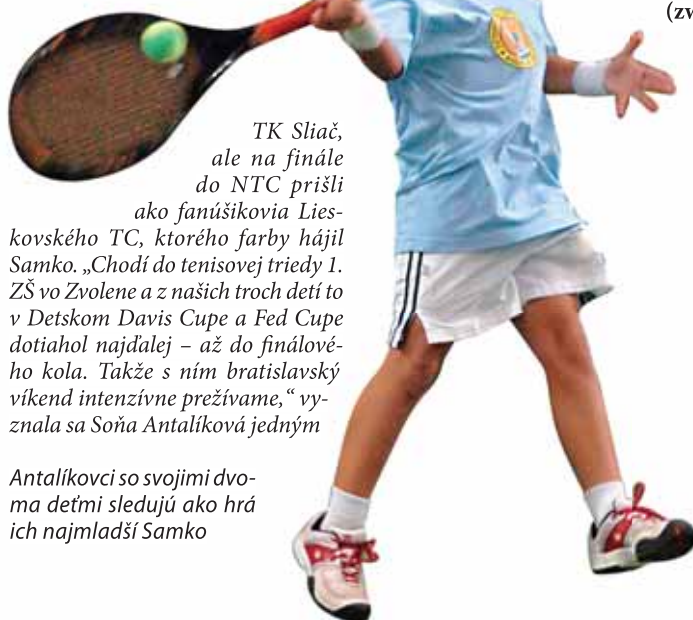 (zv
TK Sliač,
ale na finále
do NTC prišli
ako fanúšikovia Lies-
kovského TC, ktorého farby hájil
Samko. „Chodí do tenisovej triedy 1.
ZŠ vo Zvolene a z našich troch detí to
v Detskom Davis Cupe a Fed Cupe
dotiahol najďalej – až do finálové-
ho kola. Takže s ním bratislavský
víkend intenzívne prežívame,“ vy-
znala sa Soňa Antalíková jedným
Antalíkovci so svojimi dvo-
ma deťmi sledujú ako hrá
ich najmladší Samko